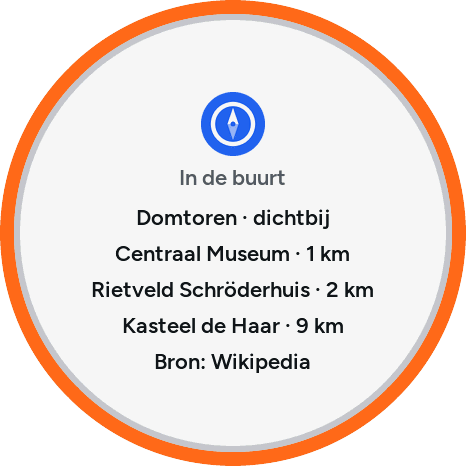 In de buurt
Domtoren · dichtbij
Centraal Museum · 1 km
Rietveld Schröderhuis · 2 km
Kasteel de Haar · 9 km
Bron: Wikipedia